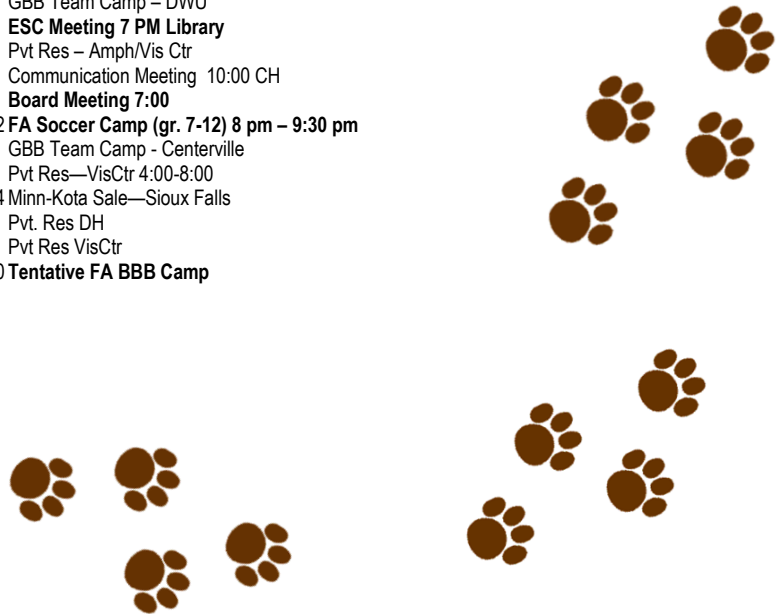 GBB Team Camp – DWU
ESC Meeting 7 PM Library
Pvt Res – Amph/Vis Ctr
Communication Meeting 10:00 CH
Board Meeting 7:00
2 FA Soccer Camp (gr. 7-12) 8 pm – 9:30 pm
GBB Team Camp - Centerville
Pvt Res—VisCtr 4:00-8:00
4 Minn-Kota Sale—Sioux Falls
Pvt. Res DH
Pvt Res VisCtr
0 Tentative FA BBB Camp